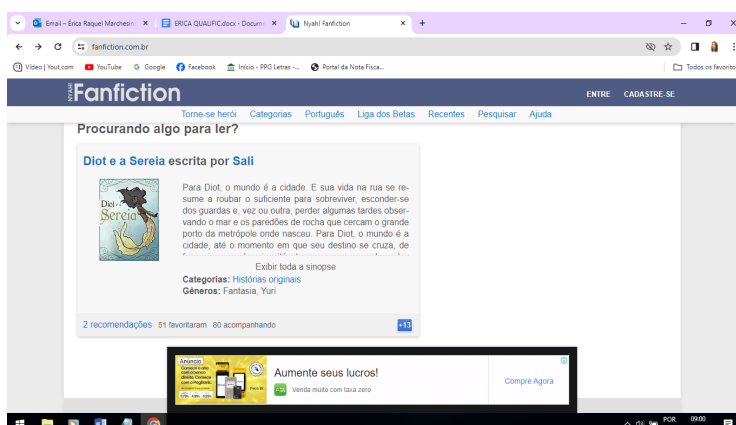 Email – Érica Raquel Marchesin
ERICA QUALIFIC.docx - Docum
Nyah! Fanfiction
fanfiction.com.br
Video | Yout.com
YouTube
Google
Facebook
Início - PPG Letras -...
Portal da Nota Fisca...
Todos os favorito
NYAH!
Fanfiction
ENTRE
CADASTRE-SE
Torne-se herói
Categorias
Português
Liga dos Betas
Recentes
Pesquisar
Ajuda
Procurando algo para ler?
Diot e a Sereia escrita por Sali
Diot
Sereia
Para Diot, o mundo é a cidade. E sua vida na rua se re-
sume a roubar o suficiente para sobreviver, esconder-se
dos guardas e, vez ou outra, perder algumas tardes obser-
vando o mar e os paredões de rocha que cercam o grande
porto da metrópole onde nasceu. Para Diot, o mundo é a
cidade, até o momento em que seu destino se cruza, de
Exibir toda a sinopse
Categorias: Histórias originais
Gêneros: Fantasia, Yuri
2 recomendações
51 favoritaram
80 acompanhando
+13
Anúncio
Aumente seus lucros!
Venda muito com taxa zero
Compre Agora
POR
09:00